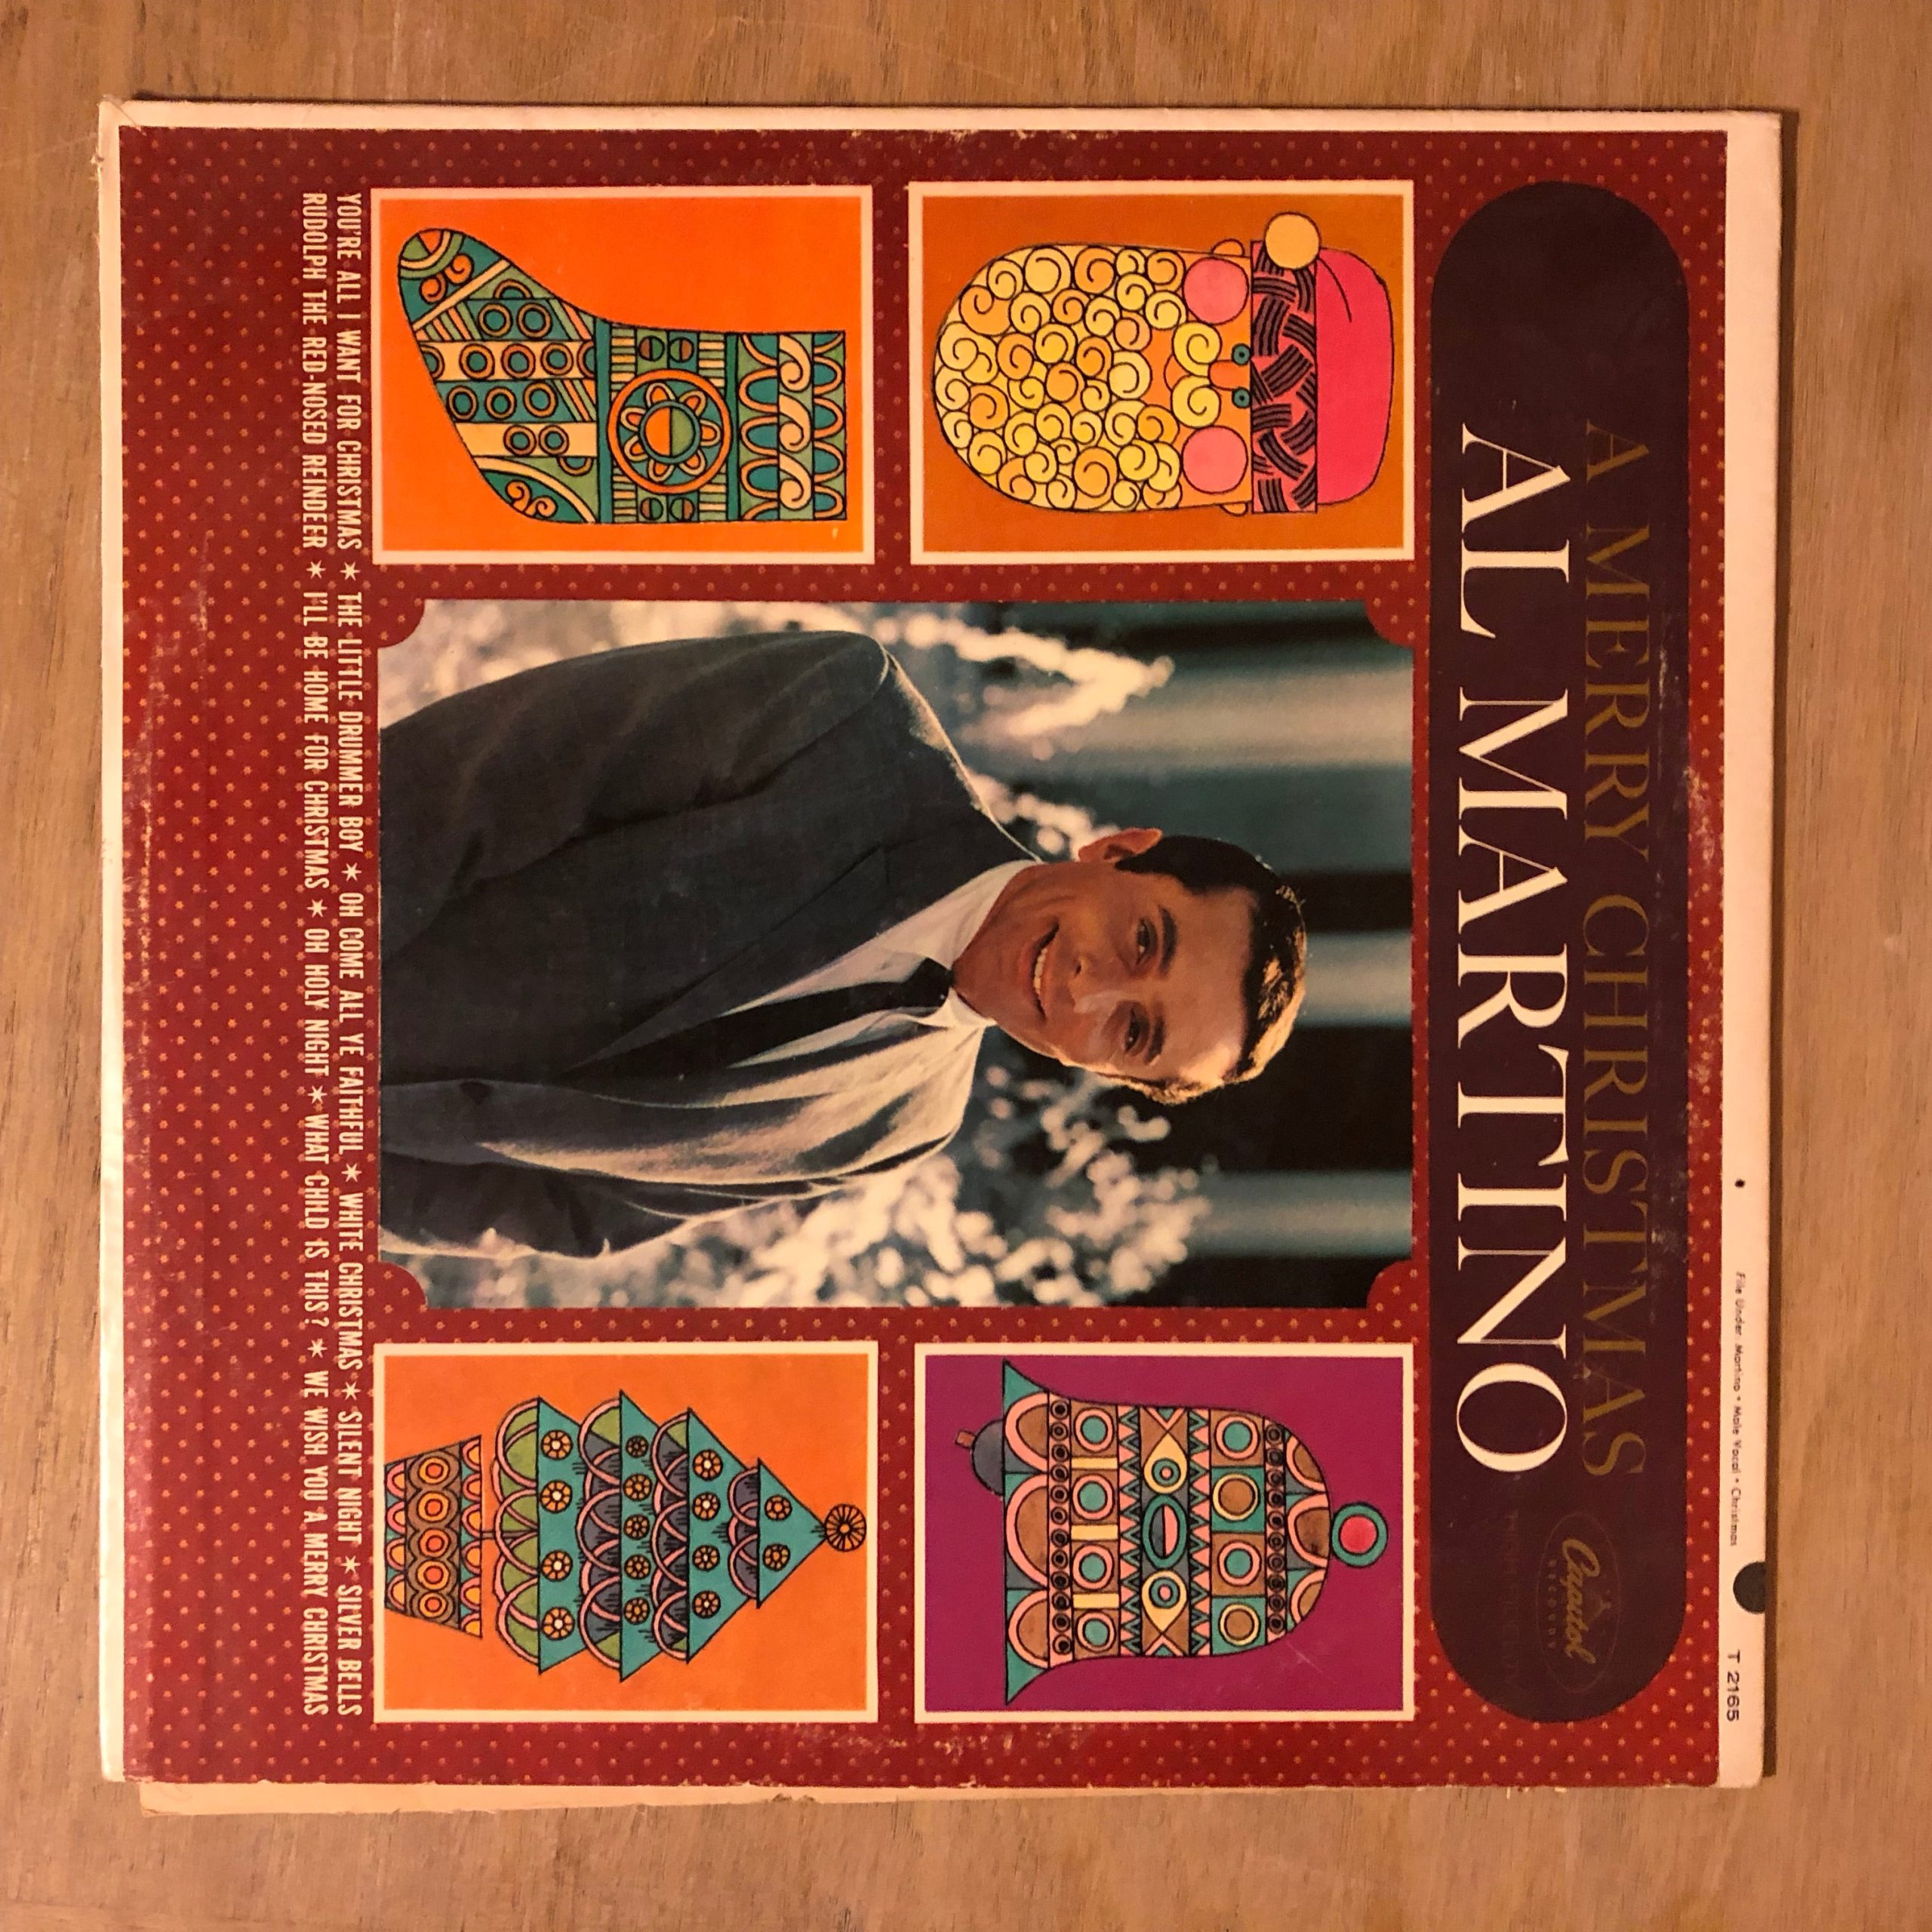 File Under: Martino • Male Vocal • Christmas
T 2165
A MERRY CHRISTMAS
AL MARTINO
Capitol
RECORDS
YOU'RE ALL I WANT FOR CHRISTMAS ✶ THE LITTLE DRUMMER BOY ✶ OH COME ALL YE FAITHFUL ✶ WHITE CHRISTMAS ✶ SILENT NIGHT ✶ SILVER BELLS
RUDOLPH THE RED-NOSED REINDEER ✶ I'LL BE HOME FOR CHRISTMAS ✶ OH HOLY NIGHT ✶ WHAT CHILD IS THIS? ✶ WE WISH YOU A MERRY CHRISTMAS